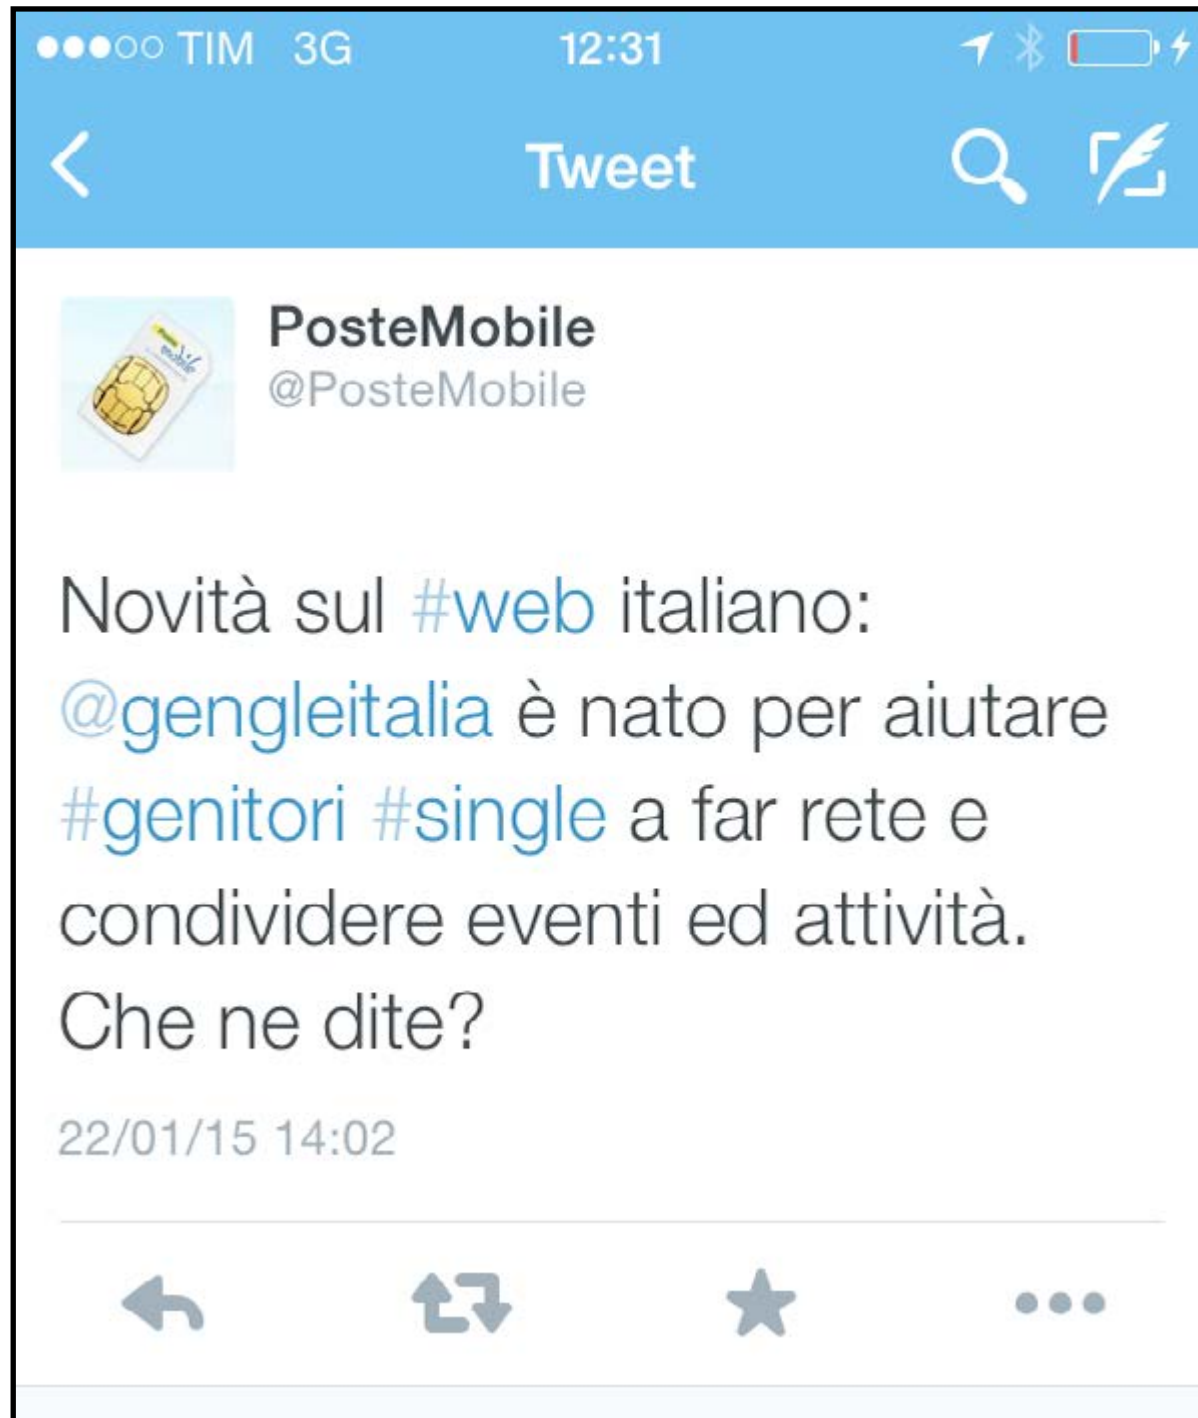 TIM 3G 12:31
Tweet
PosteMobile
@PosteMobile
Novità sul #web italiano:
@gengleitalia è nato per aiutare
#genitori #single a far rete e
condividere eventi ed attività.
Che ne dite?
22/01/15 14:02